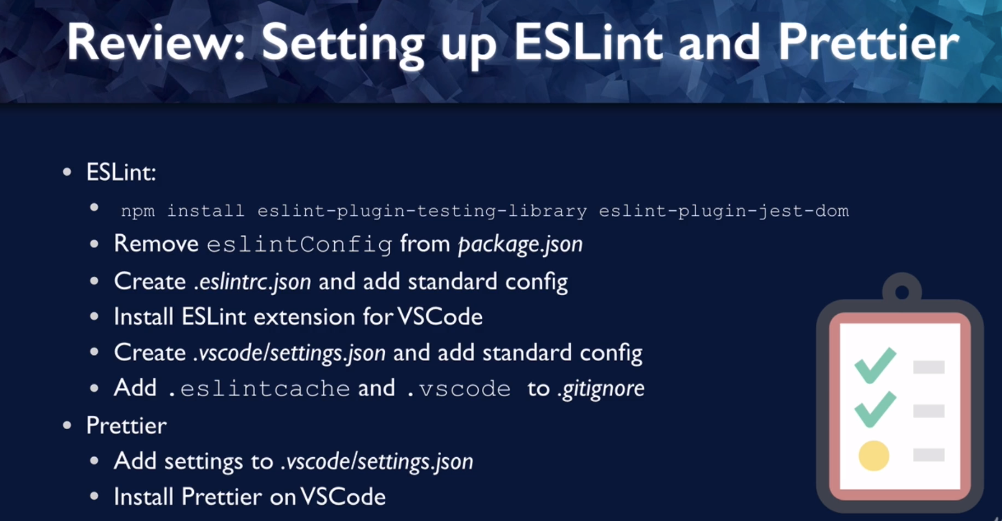 Review: Setting up ESLint and Prettier
• ESLint:
• npm install eslint-plugin-testing-library eslint-plugin-jest-dom
• Remove eslintConfig from package.json
• Create .eslintrc.json and add standard config
• Install ESLint extension for VSCode
• Create .vscode/settings.json and add standard config
• Add .eslintcache and .vscode to .gitignore
• Prettier
• Add settings to .vscode/settings.json
• Install Prettier on VSCode